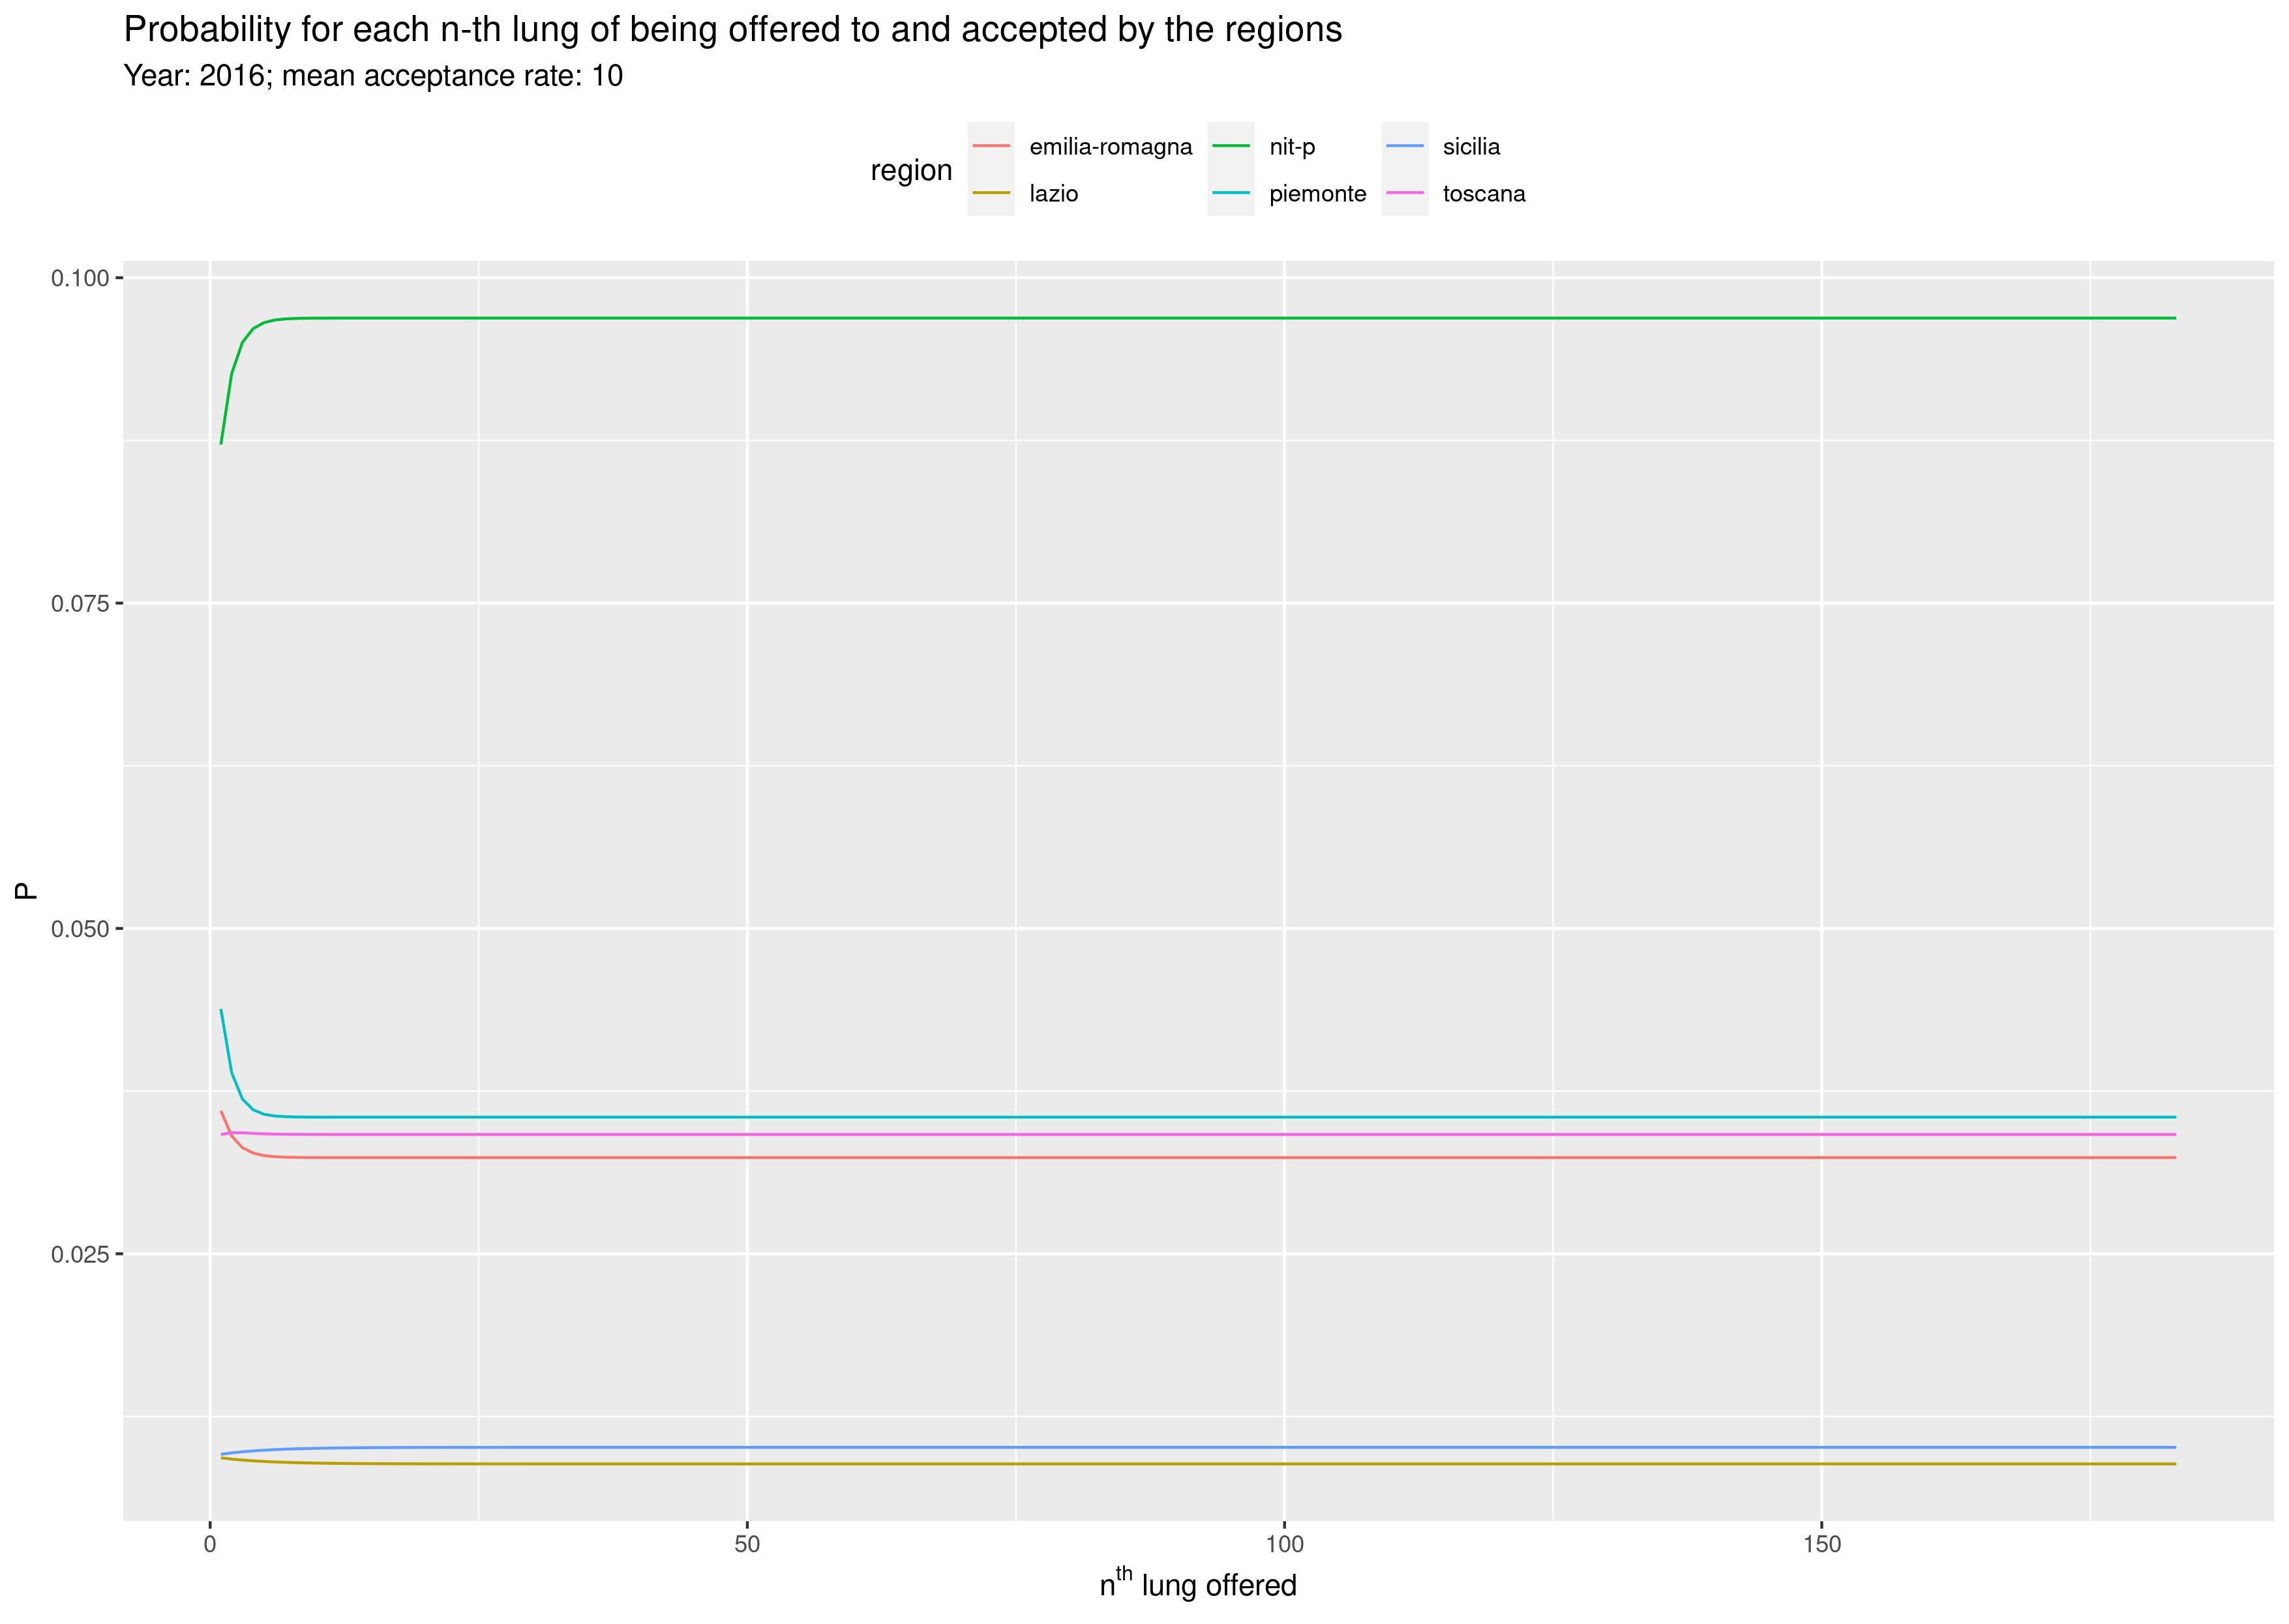 Probability for each n-th lung of being offered to and accepted by the regions
Year: 2016; mean acceptance rate: 10
region
emilia-romagna
nit-p
sicilia
lazio
piemonte
toscana
0.100
0.075
0.050
0.025
P
0 50 100 150
nth lung offered